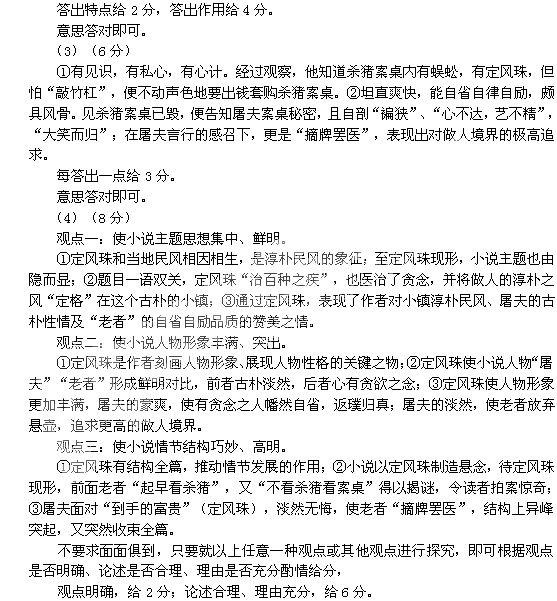 答出特点给 2 分，答出作用给 4 分。
意思答对即可。
（3）（6 分）
①有见识，有私心，有心计。经过观察，他知道杀猪案桌内有蜈蚣，有定风珠，但
怕“敲竹杠”，便不动声色地要出钱套购杀猪案桌。②坦直爽快，能自省自律自励，颇
具风骨。见杀猪案桌已毁，便告知屠夫案桌秘密，且自剖“褊狭”、“心不达，艺不精”，
“大笑而归”；在屠夫言行的感召下，更是“摘牌罢医”，表现出对做人境界的极高追
求。
每答出一点给 3 分。
意思答对即可。
（4）（8 分）
观点一：使小说主题思想集中、鲜明。
①定风珠和当地民风相因相生，是淳朴民风的象征；至定风珠现形，小说主题也由
隐而显；②题目一语双关，定风珠“治百种之疾”，也医治了贪念，并将做人的淳朴之
风“定格”在这个古朴的小镇；③通过定风珠，表现了作者对小镇淳朴民风、屠夫的古
朴性情及“老者”的自省自励品质的赞美之情。
观点二：使小说人物形象丰满、突出。
①定风珠是作者刻画人物形象、展现人物性格的关键之物；②定风珠使小说人物“屠
夫”“老者”形成鲜明对比，前者古朴淡然，后者心有贪欲之念；③定风珠使人物形象
更加丰满，屠夫的豪爽，使有贪念之人幡然自省，返璞归真；屠夫的淡然，使老者放弃
悬壶，追求更高的做人境界。
观点三：使小说情节结构巧妙、高明。
①定风珠有结构全篇，推动情节发展的作用；②小说以定风珠制造悬念，待定风珠
现形，前面老者“起早看杀猪”，又“不看杀猪看案桌”得以揭谜，令读者拍案惊奇；
③屠夫面对“到手的富贵”（定风珠），淡然无悔，使老者“摘牌罢医”，结构上异峰
突起，又突然收束全篇。
不要求面面俱到，只要就以上任意一种观点或其他观点进行探究，即可根据观点
是否明确、论述是否合理、理由是否充分酌情给分，
观点明确，给 2 分；论述合理、理由充分，给 6 分。